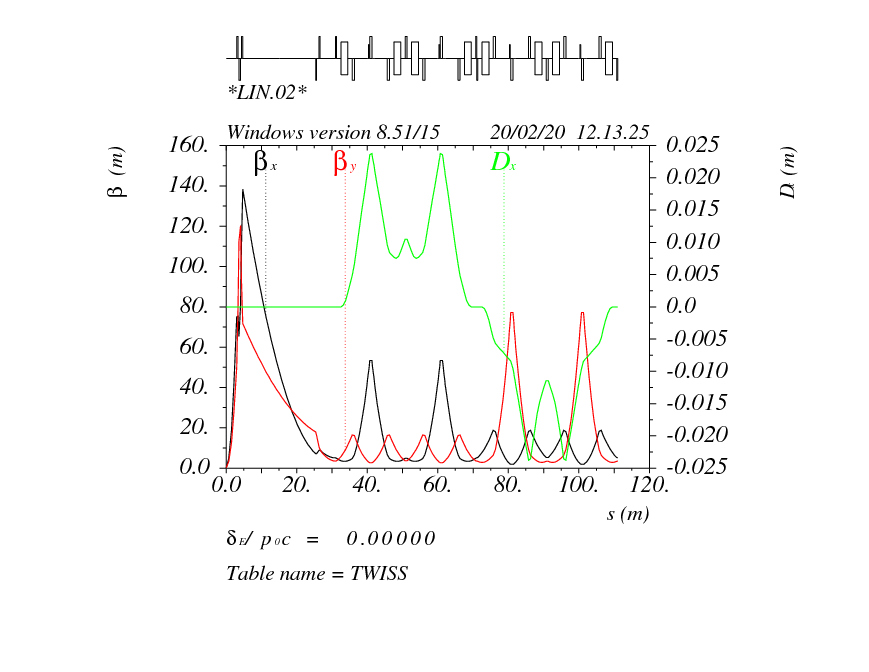 *LIN.02*
Windows version 8.51/15 20/02/20 12.13.25
β (m)
160.
140.
120.
100.
80.
60.
40.
20.
0.0
βx
βy
Dx
0.025
0.020
0.015
0.010
0.005
0.0
-0.005
-0.010
-0.015
-0.020
-0.025
Dx (m)
0.0 20. 40. 60. 80. 100. 120.
s (m)
δE/ p0c = 0.00000
Table name = TWISS